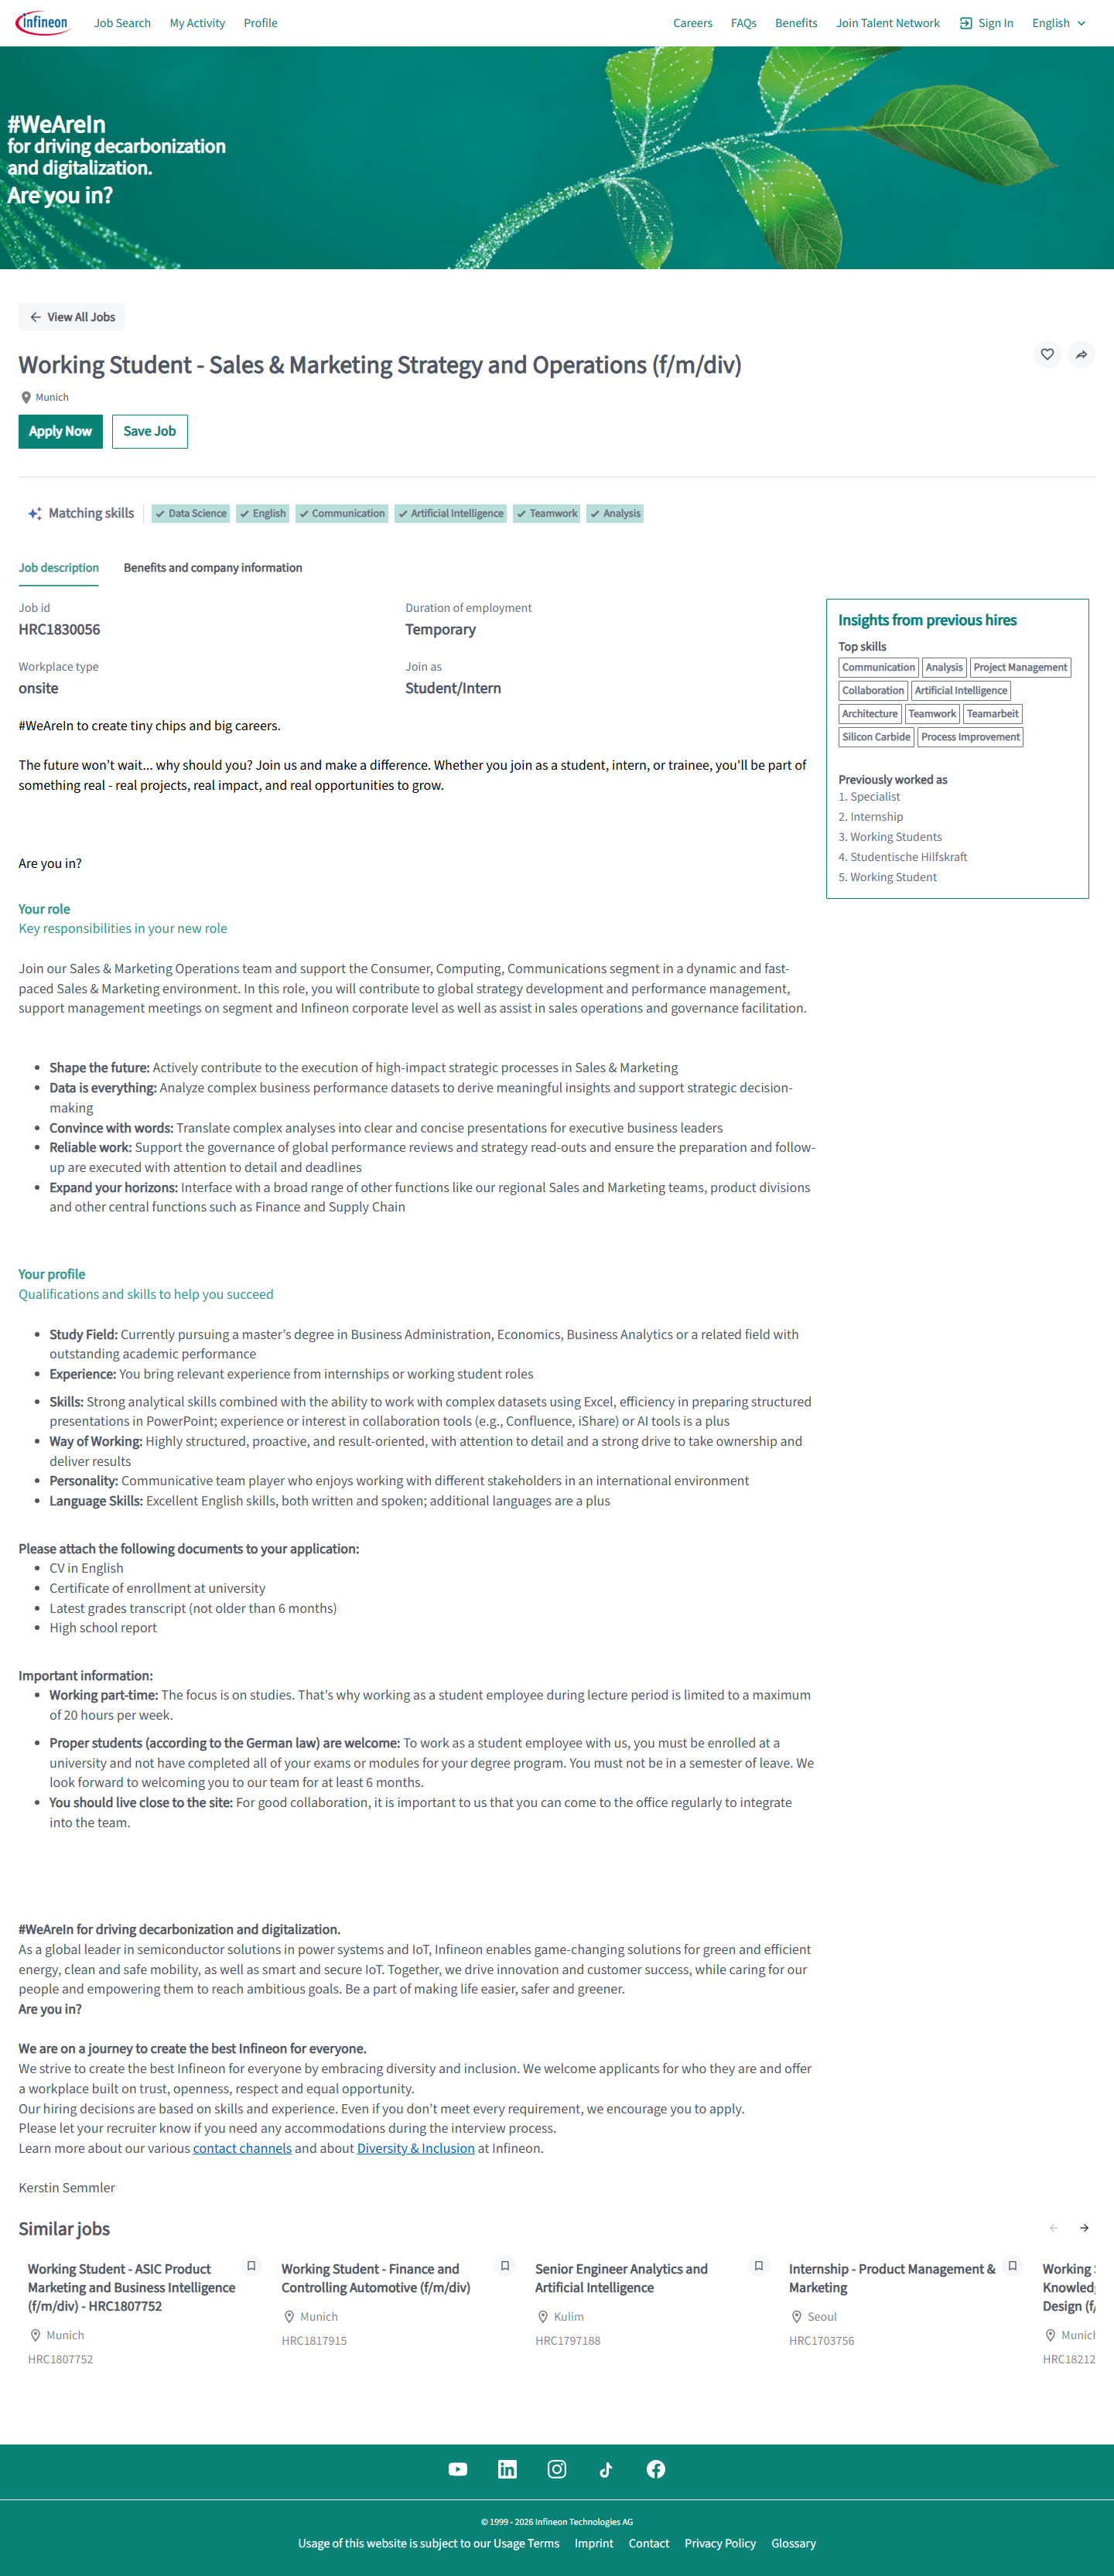 infineon
Job Search My Activity Profile Careers FAQs Benefits Join Talent Network Sign In English
#WeAreIn
for driving decarbonization
and digitalization.
Are you in?
View All Jobs
Working Student - Sales & Marketing Strategy and Operations (f/m/div)
Munich
Apply Now Save Job
Matching skills Data Science English Communication Artificial Intelligence Teamwork Analysis
Job description Benefits and company information
Job id
HRC1830056
Duration of employment
Temporary
Workplace type
onsite
Join as
Student/Intern
#WeAreIn to create tiny chips and big careers.
The future won't wait... why should you? Join us and make a difference. Whether you join as a student, intern, or trainee, you'll be part of
something real - real projects, real impact, and real opportunities to grow.
Are you in?
Your role
Key responsibilities in your new role
Join our Sales & Marketing Operations team and support the Consumer, Computing, Communications segment in a dynamic and fast-
paced Sales & Marketing environment. In this role, you will contribute to global strategy development and performance management,
support management meetings on segment and Infineon corporate level as well as assist in sales operations and governance facilitation.
• Shape the future: Actively contribute to the execution of high-impact strategic processes in Sales & Marketing
• Data is everything: Analyze complex business performance datasets to derive meaningful insights and support strategic decision-
making
• Convince with words: Translate complex analyses into clear and concise presentations for executive business leaders
• Reliable work: Support the governance of global performance reviews and strategy read-outs and ensure the preparation and follow-
up are executed with attention to detail and deadlines
• Expand your horizons: Interface with a broad range of other functions like our regional Sales and Marketing teams, product divisions
and other central functions such as Finance and Supply Chain
Your profile
Qualifications and skills to help you succeed
• Study Field: Currently pursuing a master's degree in Business Administration, Economics, Business Analytics or a related field with
outstanding academic performance
• Experience: You bring relevant experience from internships or working student roles
• Skills: Strong analytical skills combined with the ability to work with complex datasets using Excel, efficiency in preparing structured
presentations in PowerPoint; experience or interest in collaboration tools (e.g., Confluence, iShare) or AI tools is a plus
• Way of Working: Highly structured, proactive, and result-oriented, with attention to detail and a strong drive to take ownership and
deliver results
• Personality: Communicative team player who enjoys working with different stakeholders in an international environment
• Language Skills: Excellent English skills, both written and spoken; additional languages are a plus
Please attach the following documents to your application:
• CV in English
• Certificate of enrollment at university
• Latest grades transcript (not older than 6 months)
• High school report
Important information:
• Working part-time: The focus is on studies. That's why working as a student employee during lecture period is limited to a maximum
of 20 hours per week.
• Proper students (according to the German law) are welcome: To work as a student employee with us, you must be enrolled at a
university and not have completed all of your exams or modules for your degree program. You must not be in a semester of leave. We
look forward to welcoming you to our team for at least 6 months.
• You should live close to the site: For good collaboration, it is important to us that you can come to the office regularly to integrate
into the team.
#WeAreIn for driving decarbonization and digitalization.
As a global leader in semiconductor solutions in power systems and IoT, Infineon enables game-changing solutions for green and efficient
energy, clean and safe mobility, as well as smart and secure IoT. Together, we drive innovation and customer success, while caring for our
people and empowering them to reach ambitious goals. Be a part of making life easier, safer and greener.
Are you in?
We are on a journey to create the best Infineon for everyone.
We strive to create the best Infineon for everyone by embracing diversity and inclusion. We welcome applicants for who they are and offer
a workplace built on trust, openness, respect and equal opportunity.
Our hiring decisions are based on skills and experience. Even if you don't meet every requirement, we encourage you to apply.
Please let your recruiter know if you need any accommodations during the interview process.
Learn more about our various contact channels and about Diversity & Inclusion at Infineon.
Kerstin Semmler
Insights from previous hires
Top skills
Communication Analysis Project Management
Collaboration Artificial Intelligence
Architecture Teamwork Teamarbeit
Silicon Carbide Process Improvement
Previously worked as
1. Specialist
2. Internship
3. Working Students
4. Studentische Hilfskraft
5. Working Student
Similar jobs
Working Student - ASIC Product
Marketing and Business Intelligence
(f/m/div) - HRC1807752
Munich
HRC1807752
Working Student - Finance and
Controlling Automotive (f/m/div)
Munich
HRC1817915
Senior Engineer Analytics and
Artificial Intelligence
Kulim
HRC1797188
Internship - Product Management &
Marketing
Seoul
HRC1703756
Working
Knowled
Design (f/
Munich
HRC18212
© 1999 - 2026 Infineon Technologies AG
Usage of this website is subject to our Usage Terms Imprint Contact Privacy Policy Glossary